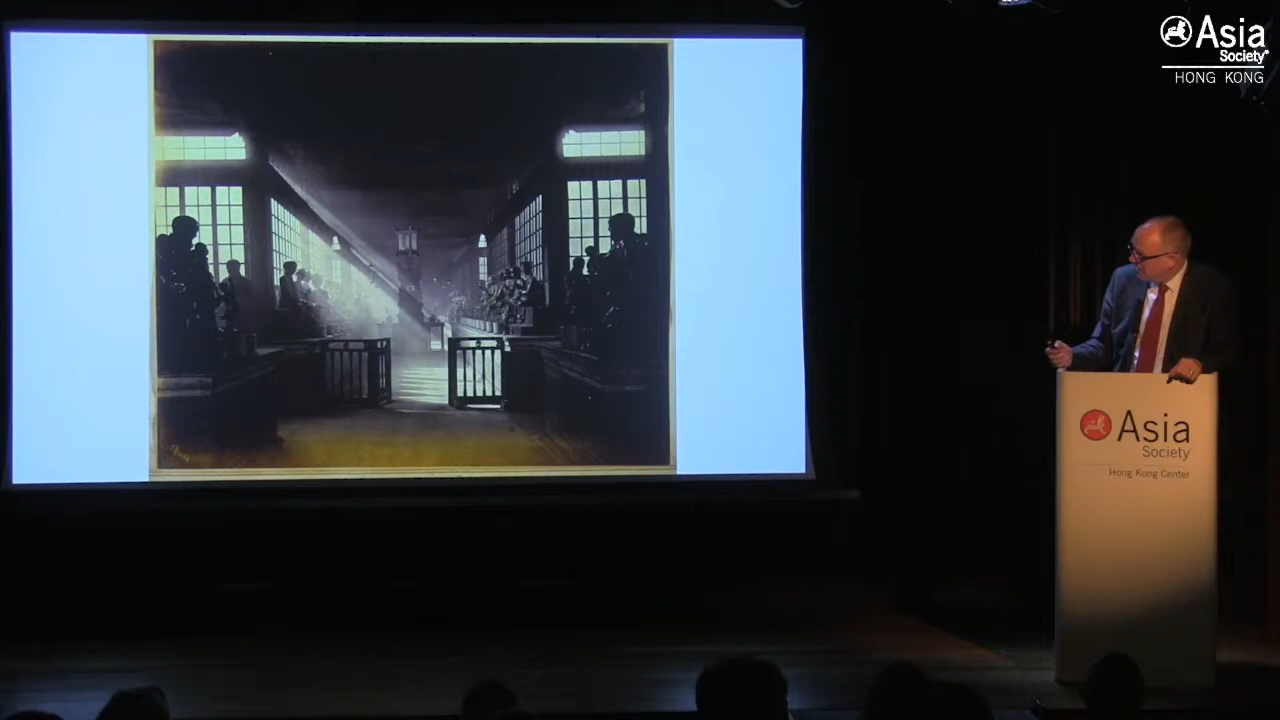 Asia
Society
HONG KONG
Asia
Society
Hong Kong Center